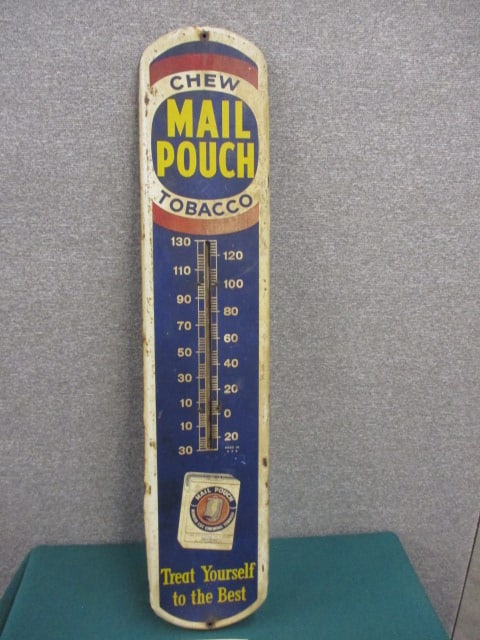 CHEW
MAIL
POUCH
TOBACCO
130
120
110
100
90
80
70
60
50
40
30
20
10
0
10
20
30
MAIL POUCH
Treat Yourself
to the Best